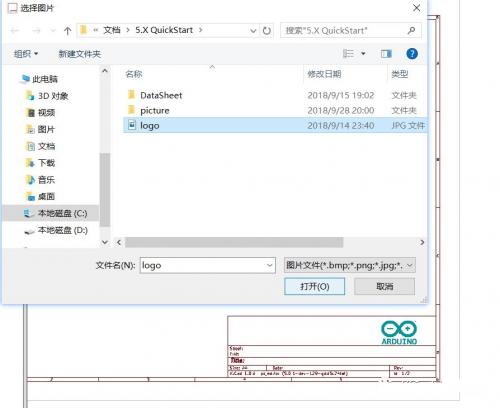 选择图片
« 文档 › 5.X QuickStart ›
搜索"5.X QuickStart"
组织
新建文件夹
名称 修改日期 类型
此电脑
3D 对象
视频
图片
文档
下载
音乐
桌面
本地磁盘 (C:)
本地磁盘 (D:)
DataSheet 2018/9/15 19:02 文件夹
picture 2018/9/28 20:00 文件夹
logo 2018/9/14 23:40 JPG 文件
文件名(N): logo
图片文件(*.bmp;*.png;*.jpg;*.
打开(O) 取消
ARDUINO
Sheet:
File:
Title:
Size: A4 Date: Rev: